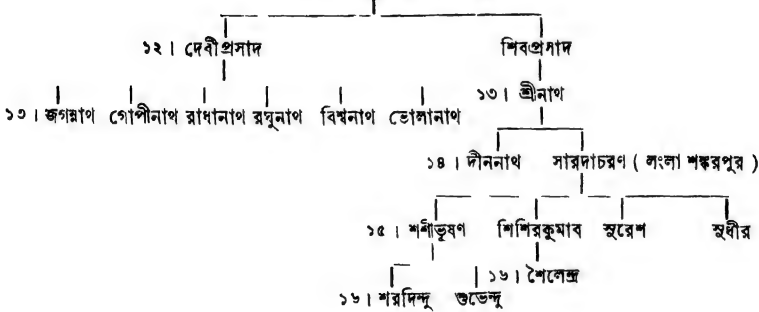 ১২। দেবীপ্রসাদ শিবপ্রসাদ
১৩। জগন্নাথ গোপীনাথ রাধানাথ রঘুনাথ বিশ্বনাথ ভোলানাথ ১৩। শ্রীনাথ
১৪। দীননাথ সারদাচরণ ( লংলা শঙ্করপুর )
১৫। শশীভূষণ শিশিরকুমাব সুরেশ সুধীর
১৬। শরদিন্দু শুভেন্দু ১৬। শৈলেন্দ্র